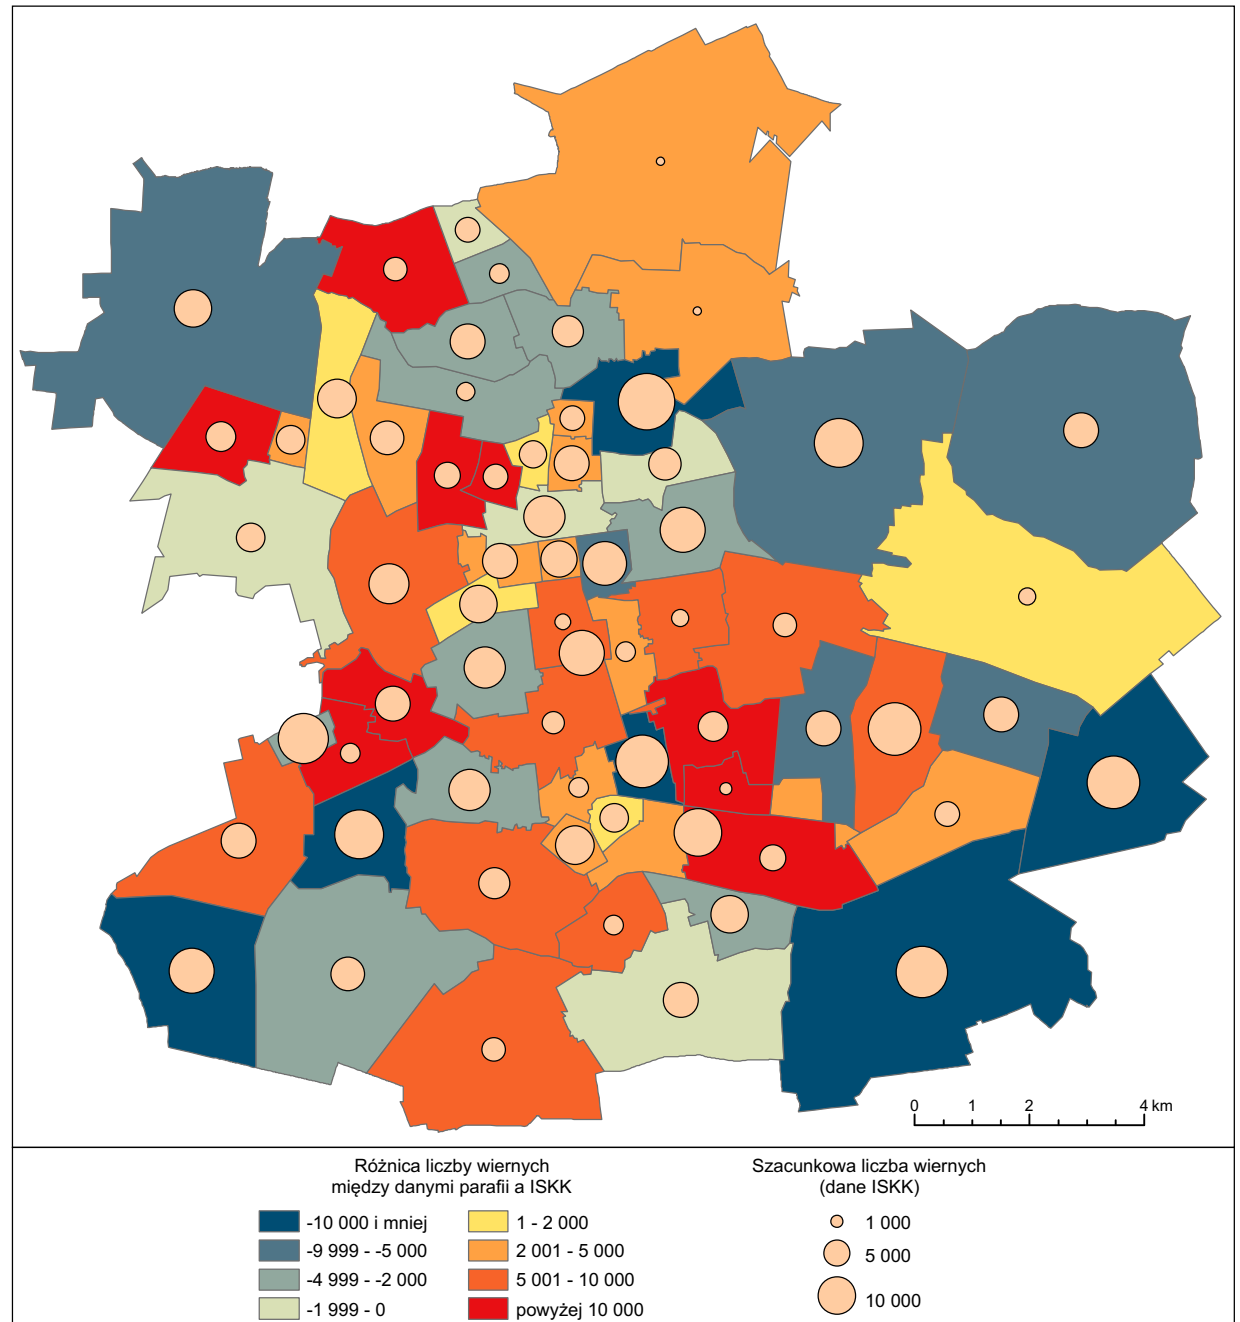 0 1 2 4 km
Różnica liczby wiernych
między danymi parafii a ISKK
-10 000 i mniej
-9 999 - -5 000
-4 999 - -2 000
-1 999 - 0
1 - 2 000
2 001 - 5 000
5 001 - 10 000
powyżej 10 000
Szacunkowa liczba wiernych
(dane ISKK)
1 000
5 000
10 000